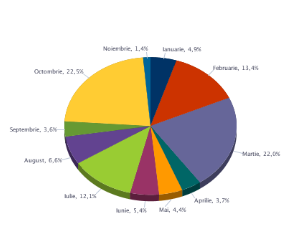 Noiembrie, 1,4%
Ianuarie, 4,9%
Februarie, 13,4%
Martie, 22,0%
Aprilie, 3,7%
Mai, 4,4%
Iunie, 5,4%
Iulie, 12,1%
August, 6,6%
Septembrie, 3,6%
Octombrie, 22,5%